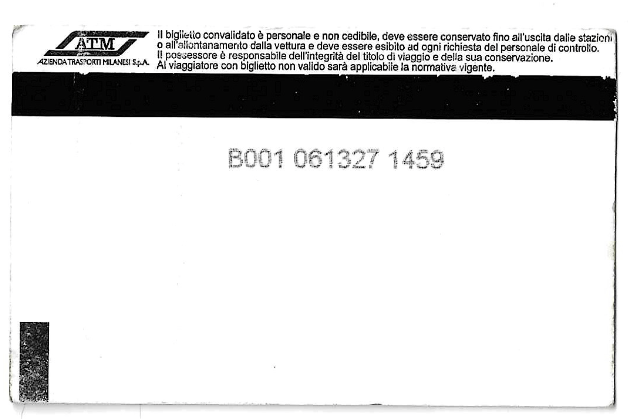 ATM
AZIENDA TRASPORTI MILANESI S.p.A.
Il biglietto convalidato è personale e non cedibile, deve essere conservato fino all'uscita dalle stazioni
o all'allontanamento dalla vettura e deve essere esibito ad ogni richiesta del personale di controllo.
Il possessore è responsabile dell'integrità del titolo di viaggio e della sua conservazione.
Al viaggiatore con biglietto non valido sarà applicabile la normativa vigente.
B001 061327 1459